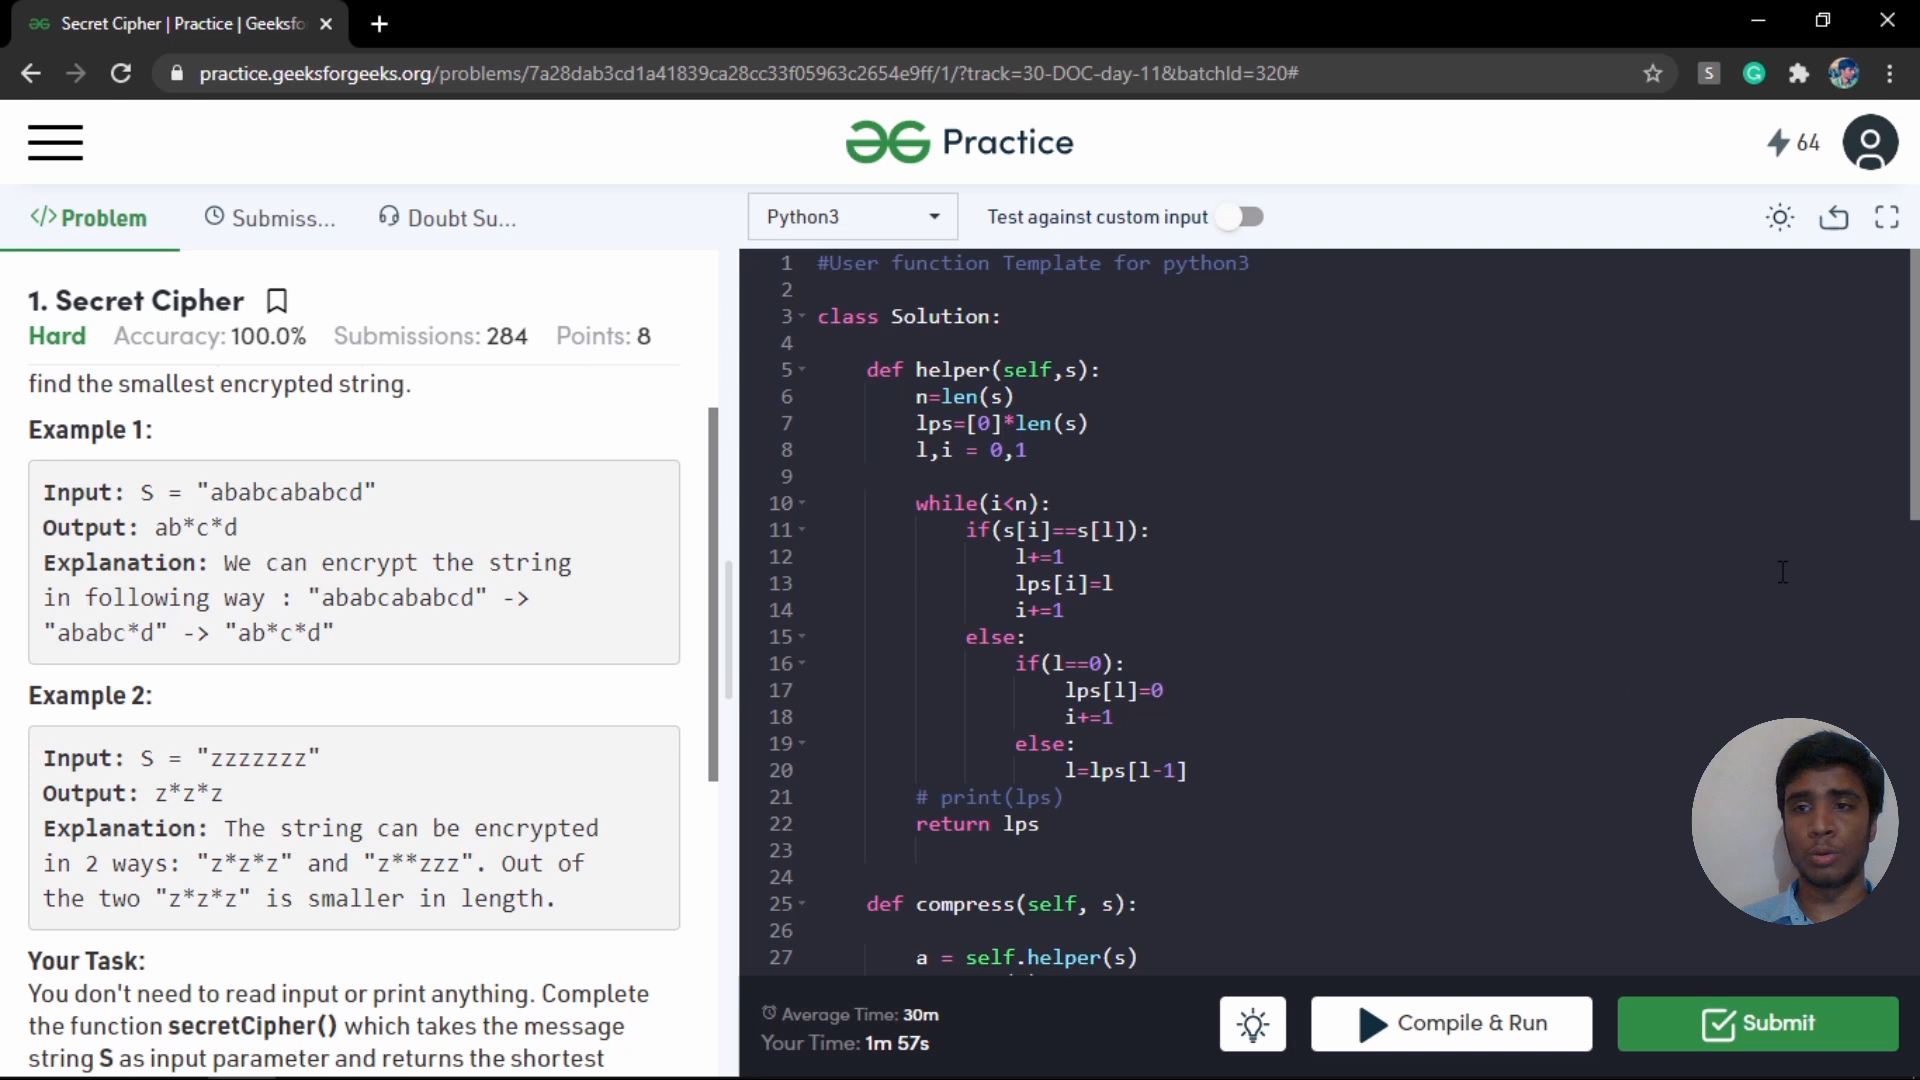 Secret Cipher | Practice | Geeksfo
practice.geeksforgeeks.org/problems/7a28dab3cd1a41839ca28cc33f05963c2654e9ff/1/?track=30-DOC-day-11&batchId=320#
S
G
Practice
64
</> Problem
Submiss...
Doubt Su...
Python3
Test against custom input
1. Secret Cipher
Hard Accuracy: 100.0% Submissions: 284 Points: 8
find the smallest encrypted string.
Example 1:
Input: S = "ababcababcd"
Output: ab*c*d
Explanation: We can encrypt the string
in following way : "ababcababcd" ->
"ababc*d" -> "ab*c*d"
Example 2:
Input: S = "zzzzzzz"
Output: z*z*z
Explanation: The string can be encrypted
in 2 ways: "z*z*z" and "z**zzz". Out of
the two "z*z*z" is smaller in length.
Your Task:
You don't need to read input or print anything. Complete
the function secretCipher() which takes the message
string S as input parameter and returns the shortest
1 #User function Template for python3
2
3 class Solution:
4
5 def helper(self,s):
6 n=len(s)
7 lps=[0]*len(s)
8 l,i = 0,1
9
10 while(i<n):
11 if(s[i]==s[l]):
12 l+=1
13 lps[i]=l
14 i+=1
15 else:
16 if(l==0):
17 lps[l]=0
18 i+=1
19 else:
20 l=lps[l-1]
21 # print(lps)
22 return lps
23
24
25 def compress(self, s):
26
27 a = self.helper(s)
Average Time: 30m
Your Time: 1m 57s
Compile & Run
Submit